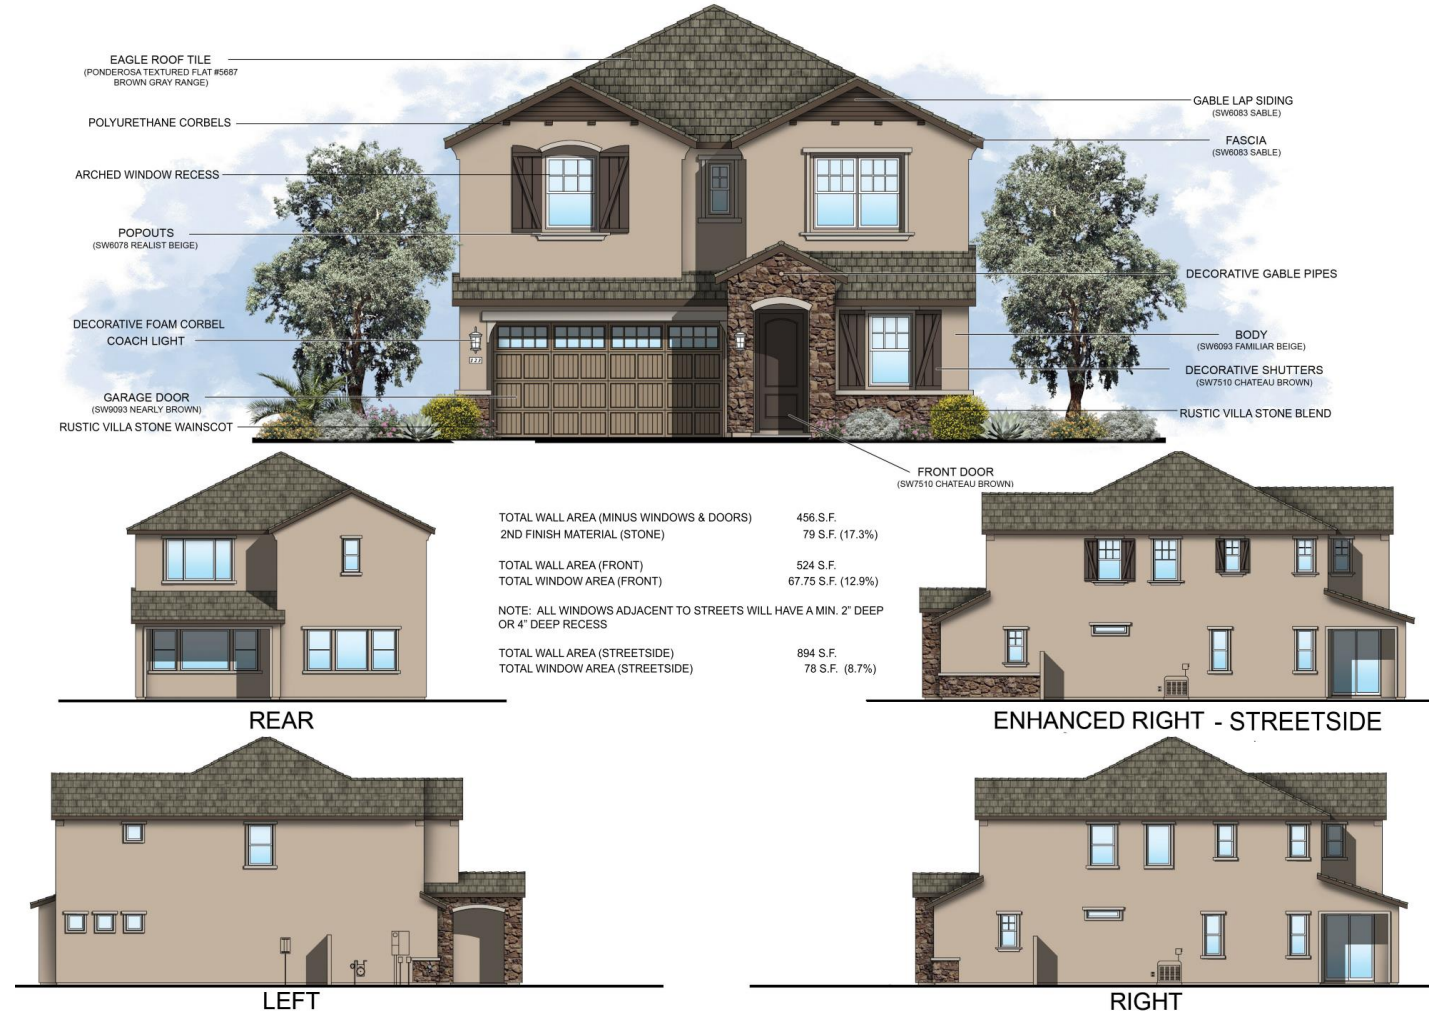 EAGLE ROOF TILE
(PONDEROSA TEXTURED FLAT #5687
BROWN GRAY RANGE)
POLYURETHANE CORBELS
ARCHED WINDOW RECESS
POPOUTS
(SW6078 REALIST BEIGE)
DECORATIVE FOAM CORBEL
COACH LIGHT
GARAGE DOOR
(SW9093 NEARLY BROWN)
RUSTIC VILLA STONE WAINSCOT
GABLE LAP SIDING
(SW6083 SABLE)
FASCIA
(SW6083 SABLE)
DECORATIVE GABLE PIPES
BODY
(SW6093 FAMILIAR BEIGE)
DECORATIVE SHUTTERS
(SW7510 CHATEAU BROWN)
RUSTIC VILLA STONE BLEND
FRONT DOOR
(SW7510 CHATEAU BROWN)
TOTAL WALL AREA (MINUS WINDOWS & DOORS) 456.S.F.
2ND FINISH MATERIAL (STONE) 79 S.F. (17.3%)
TOTAL WALL AREA (FRONT) 524 S.F.
TOTAL WINDOW AREA (FRONT) 67.75 S.F. (12.9%)
NOTE: ALL WINDOWS ADJACENT TO STREETS WILL HAVE A MIN. 2" DEEP
OR 4" DEEP RECESS
TOTAL WALL AREA (STREETSIDE) 894 S.F.
TOTAL WINDOW AREA (STREETSIDE) 78 S.F. (8.7%)
REAR
ENHANCED RIGHT - STREETSIDE
LEFT
RIGHT